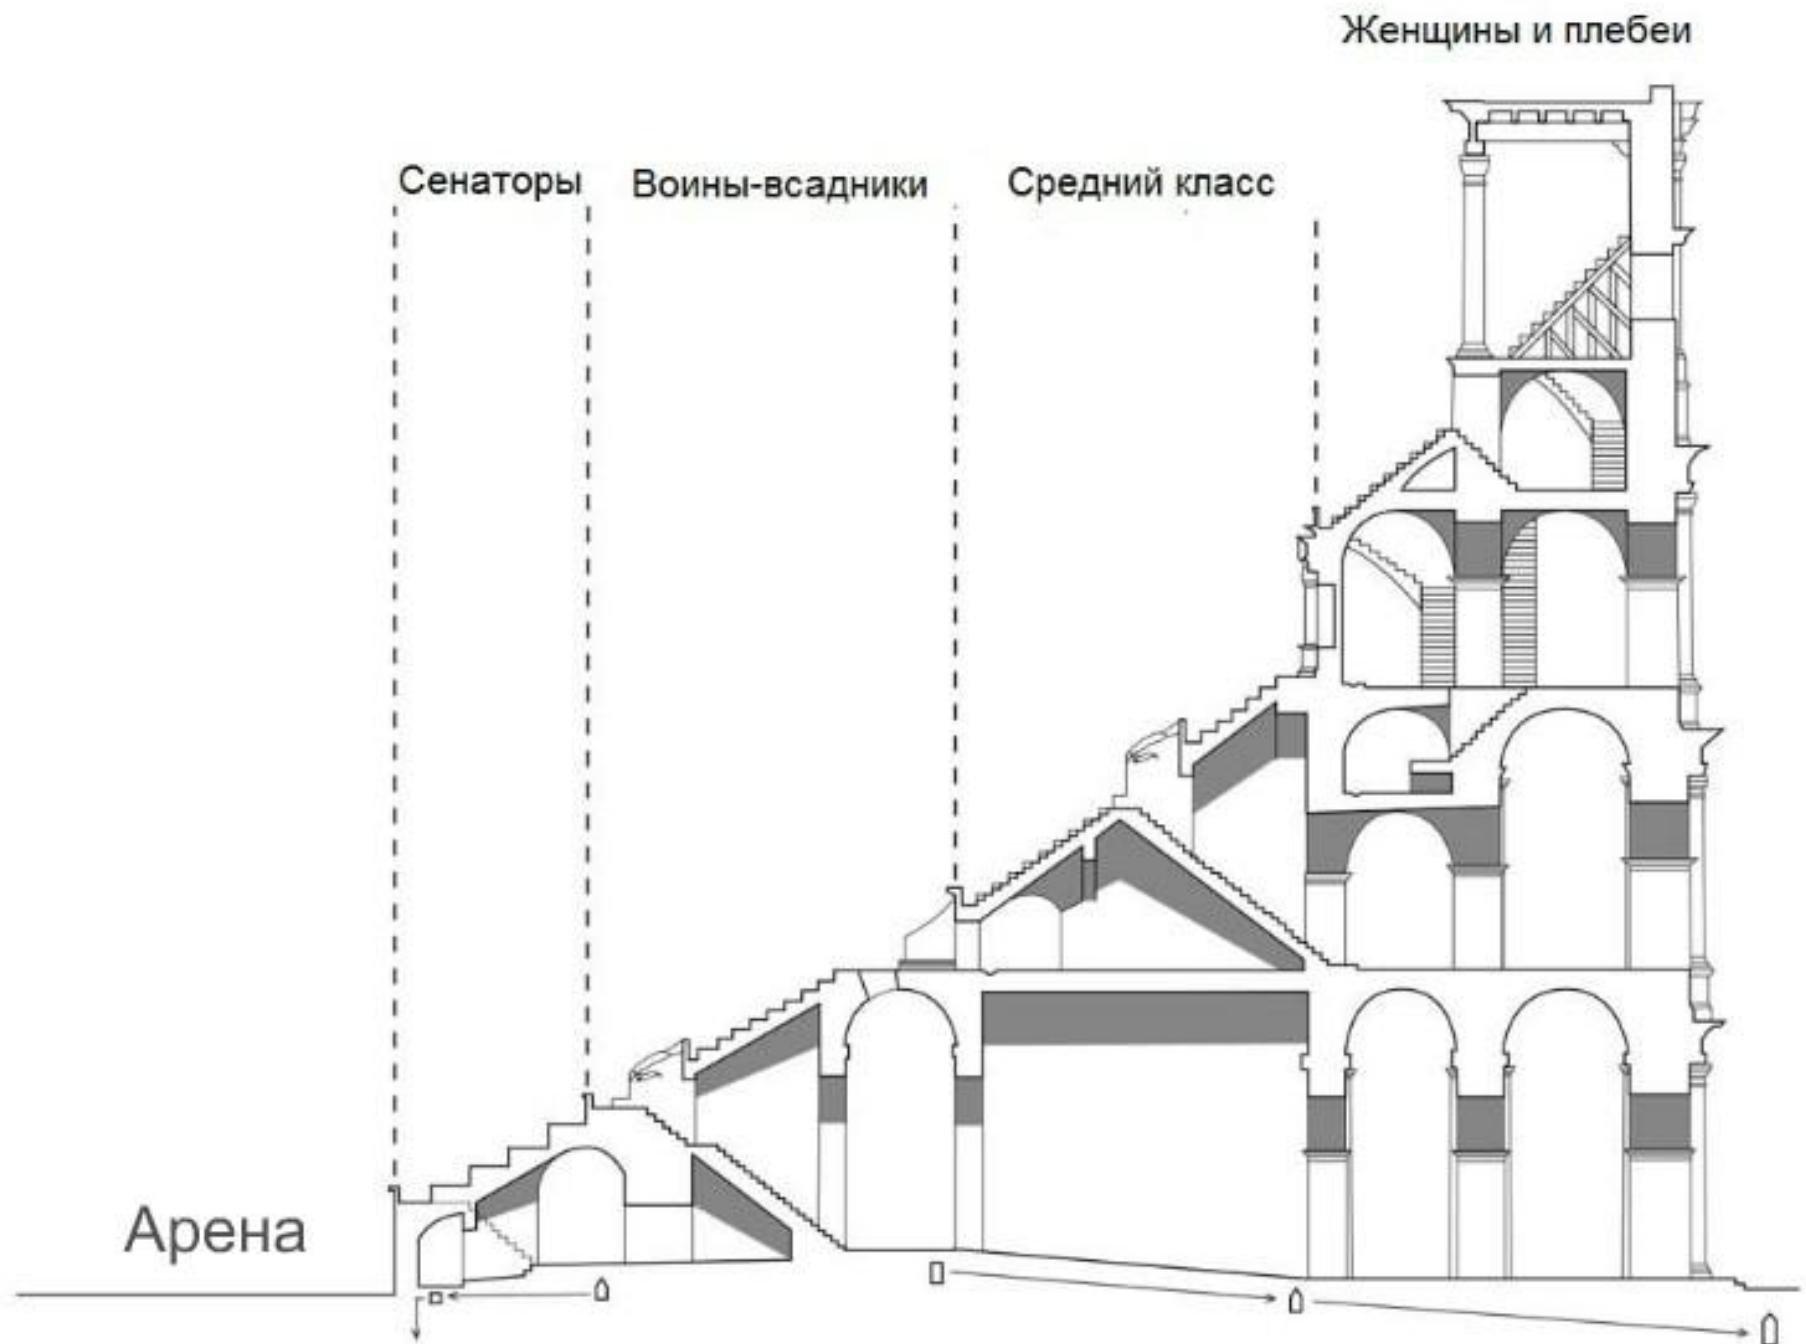 Женщины и плебеи
Сенаторы
Воины-всадники
Средний класс
Арена